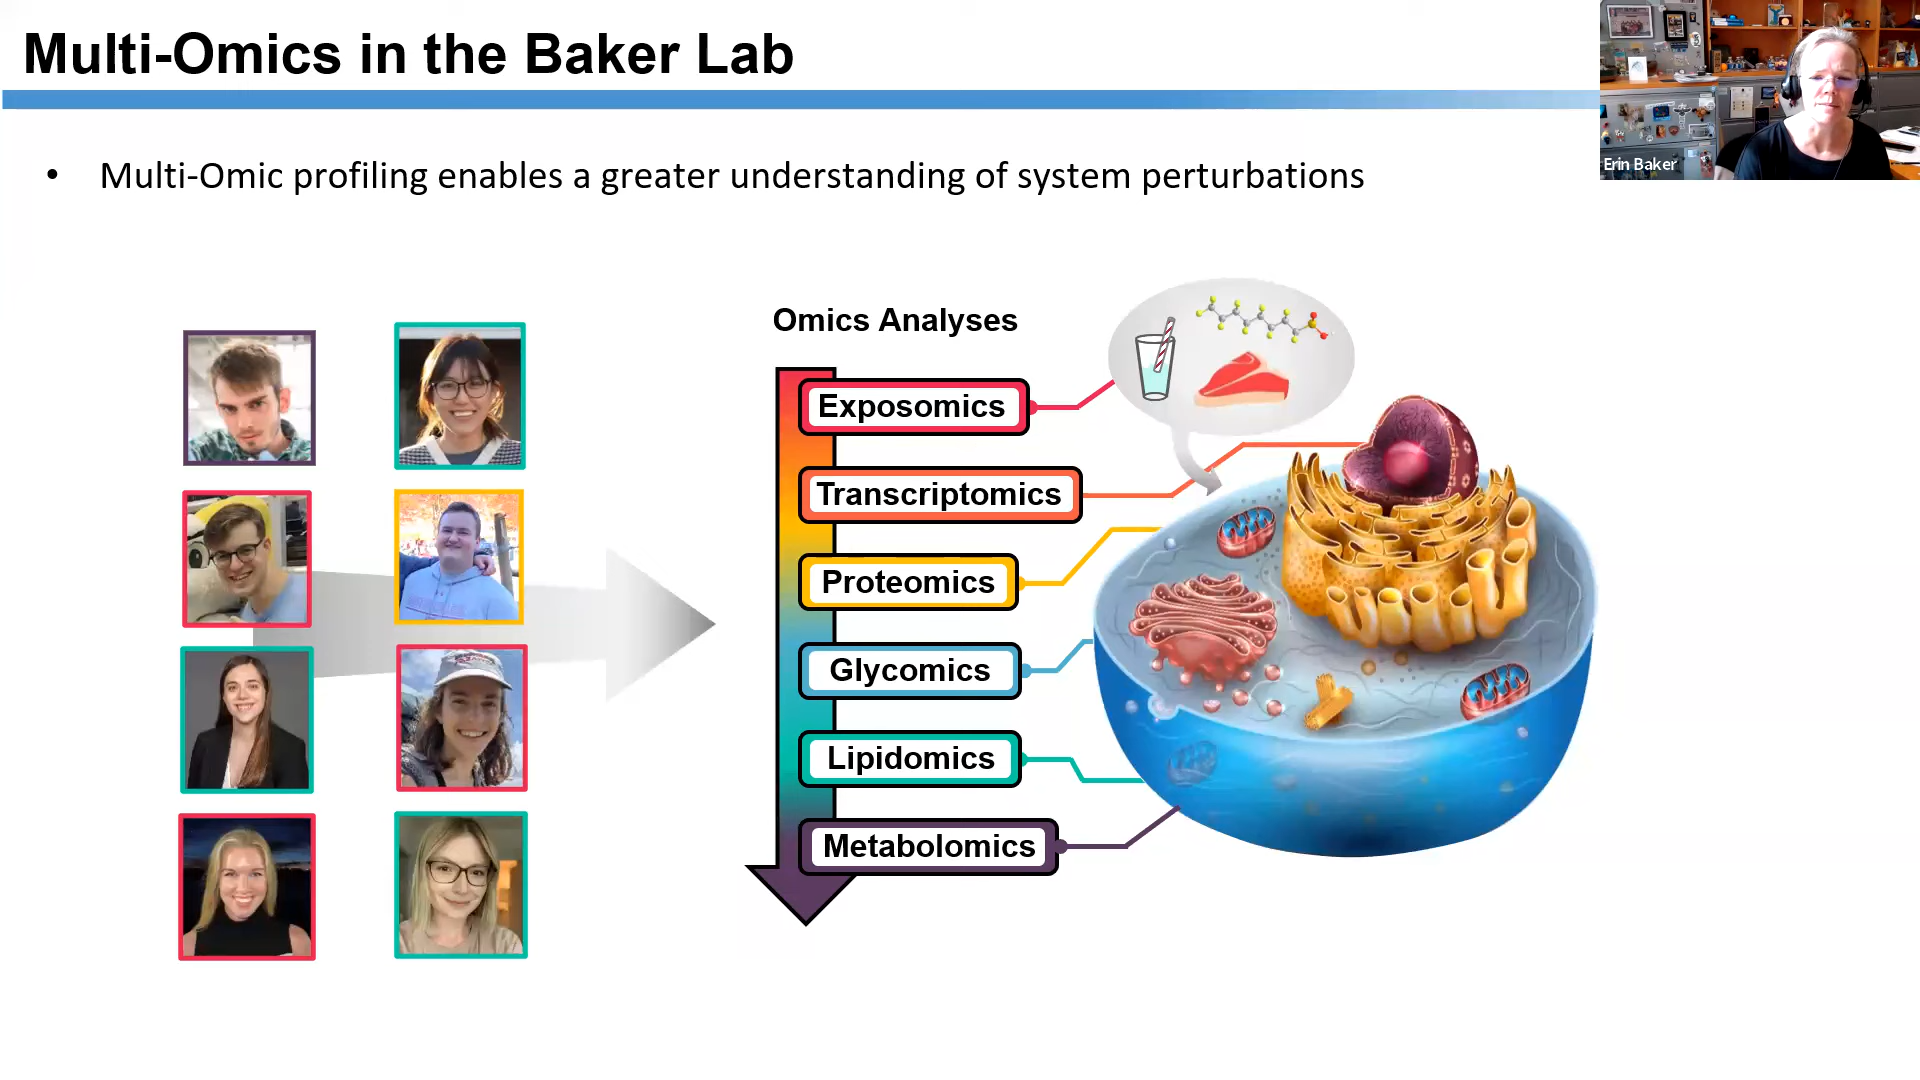 Multi-Omics in the Baker Lab
Erin Baker
• Multi-Omic profiling enables a greater understanding of system perturbations
Omics Analyses
Exposomics
Transcriptomics
Proteomics
Glycomics
Lipidomics
Metabolomics